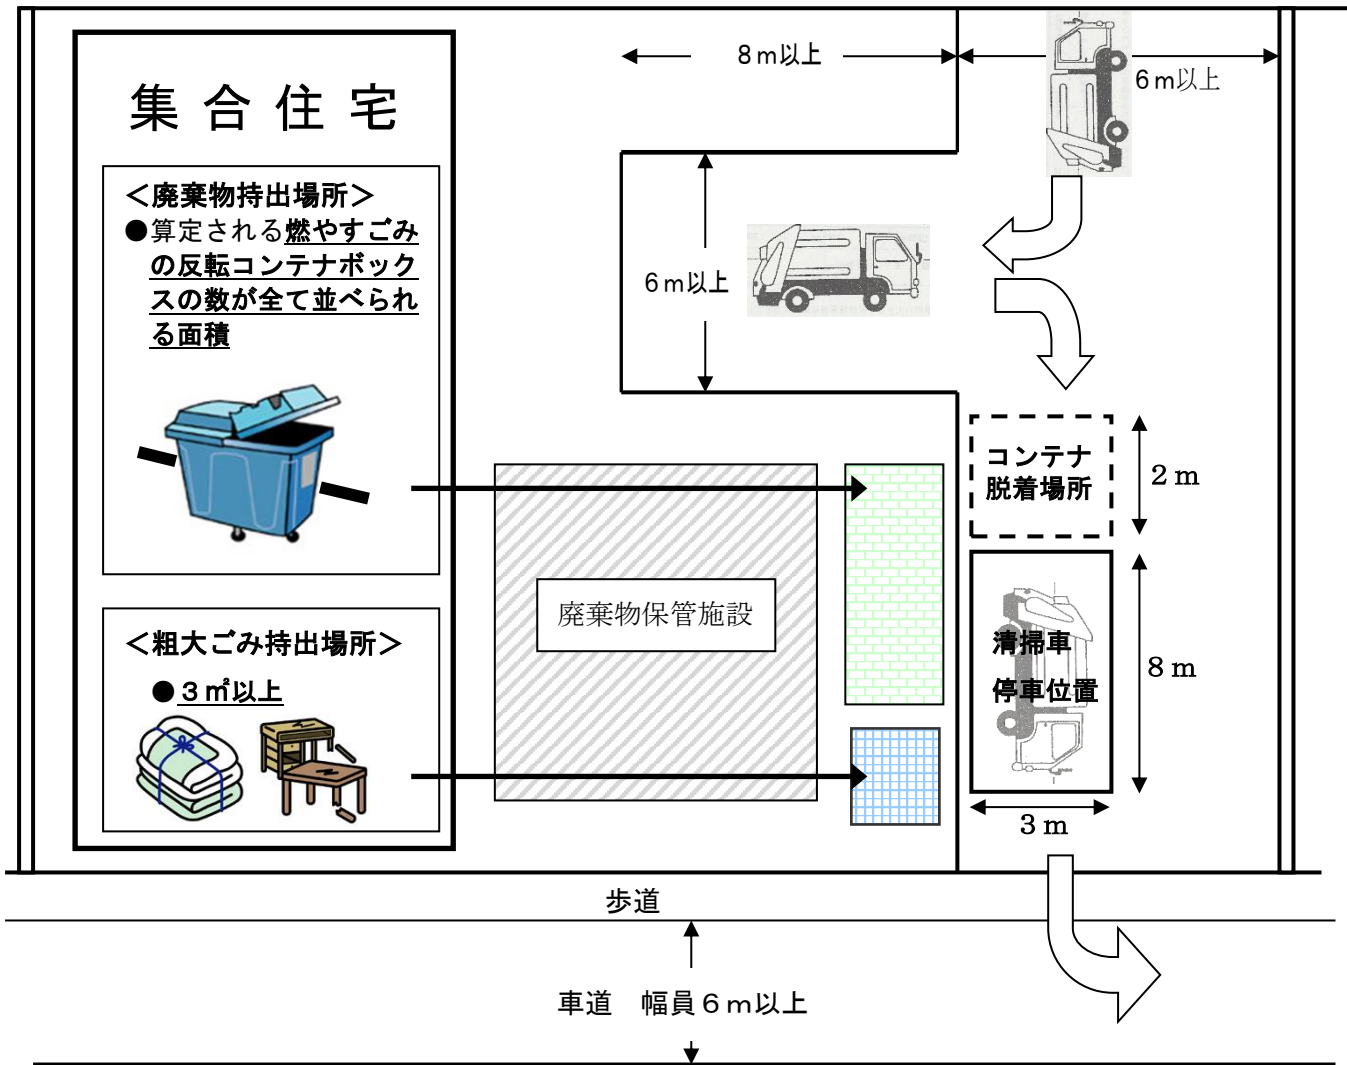 集合住宅
＜廃棄物持出場所＞
●算定される燃やすごみ
の反転コンテナボック
スの数が全て並べられ
る面積
＜粗大ごみ持出場所＞
●３㎡以上
8ｍ以上
6ｍ以上
6ｍ以上
コンテナ
脱着場所
2ｍ
廃棄物保管施設
清掃車
停車位置
8ｍ
3ｍ
歩道
車道　幅員６ｍ以上